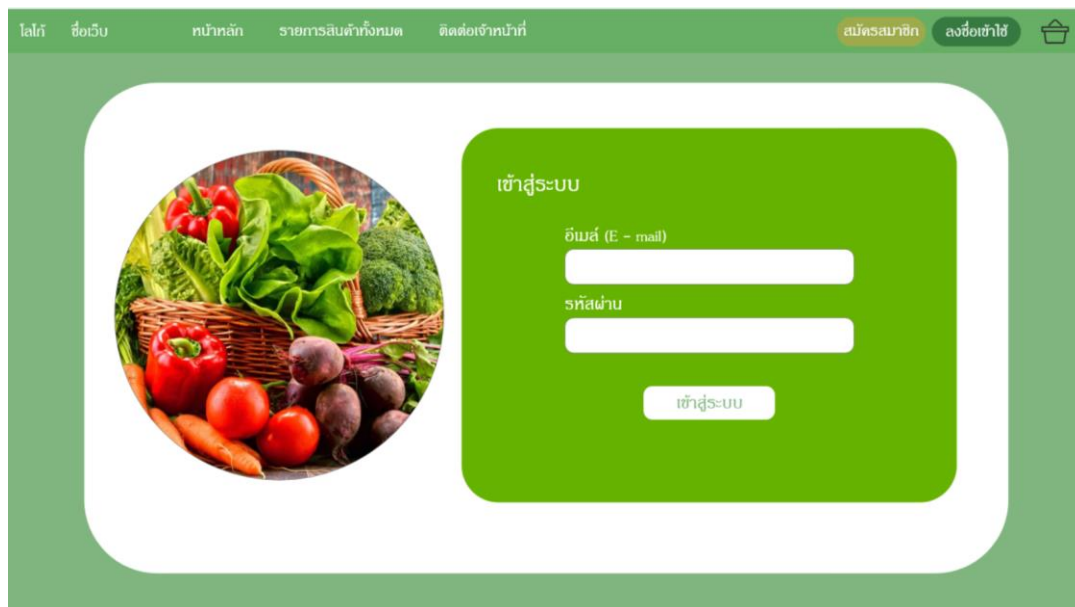 โลโก้ ชื่อเว็บ หน้าหลัก รายการสินค้าทั้งหมด ติดต่อเจ้าหน้าที่ สมัครสมาชิก ลงชื่อเข้าใช้
เข้าสู่ระบบ
อีเมล์ (E - mail)
รหัสผ่าน
เข้าสู่ระบบ